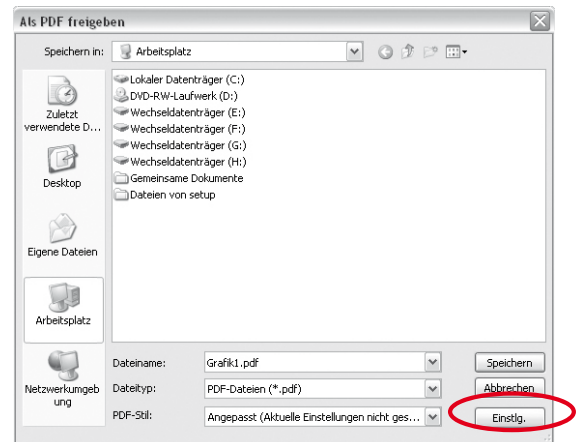 Als PDF freigeben
Speichern in:
Arbeitsplatz
Zuletzt
verwendete D...
Desktop
Eigene Dateien
Arbeitsplatz
Netzwerkumgeb
ung
Lokaler Datenträger (C:)
DVD-RW-Laufwerk (D:)
Wechseldatenträger (E:)
Wechseldatenträger (F:)
Wechseldatenträger (G:)
Wechseldatenträger (H:)
Gemeinsame Dokumente
Dateien von setup
Dateiname: Grafik1.pdf Speichern
Dateityp: PDF-Dateien (*.pdf) Abbrechen
PDF-Stil: Angepasst (Aktuelle Einstellungen nicht ges... Einstlg.